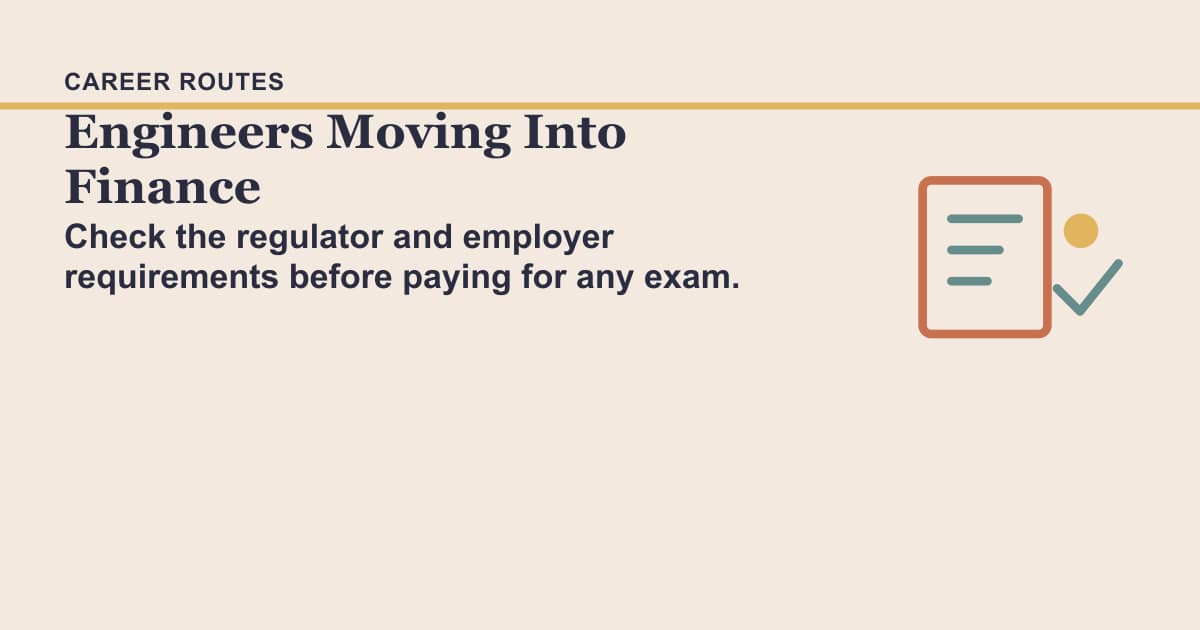 CAREER ROUTES
Engineers Moving Into
Finance
Check the regulator and employer
requirements before paying for any exam.